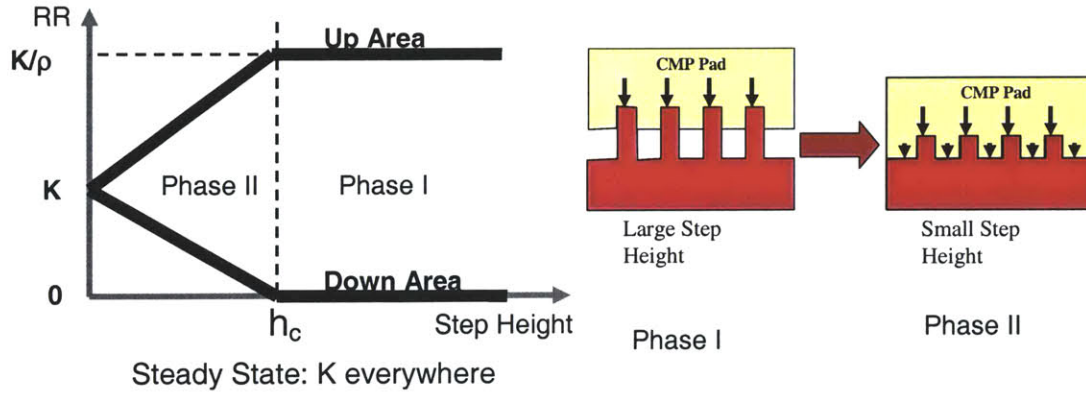 RR
K/ρ
K
0
Up Area
Phase II
Phase I
Down Area
h_c
Step Height
Steady State: K everywhere
CMP Pad
Large Step
Height
Phase I
CMP Pad
Small Step
Height
Phase II